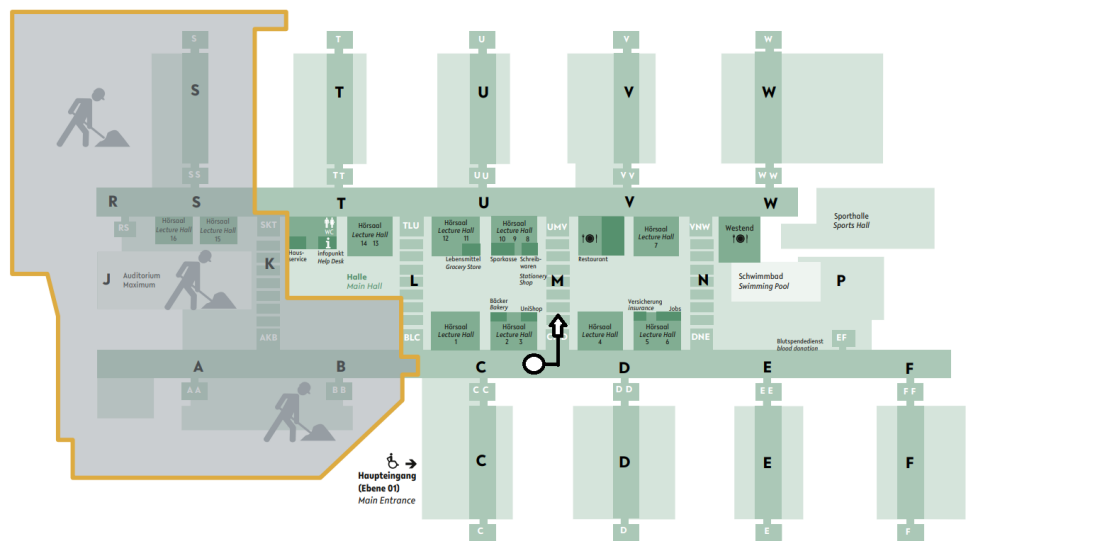 S
T
U
V
W
S
T
U
V
W
SS
TT
UU
VV
WW
R
S
T
U
V
W
RS
Hörsaal
Lecture Hall
16
Hörsaal
Lecture Hall
15
SKT
WC
Infopunkt
Help Desk
Haus-
service
Hörsaal
Lecture Hall
14 13
TLU
Hörsaal
Lecture Hall
12 11
Hörsaal
Lecture Hall
10 9 8
UMV
Hörsaal
Lecture Hall
7
VNW
Westend
Sporthalle
Sports Hall
Lebensmittel
Grocery Store
Sparkasse
Schreib-
waren
Stationery
Shop
Restaurant
J
Auditorium
Maximum
K
Halle
Main Hall
L
M
N
Schwimmbad
Swimming Pool
P
Bäcker
Bakery
UniShop
Versicherung
insurance
Jobs
AKB
BLC
Hörsaal
Lecture Hall
1
Hörsaal
Lecture Hall
2 3
Hörsaal
Lecture Hall
4
Hörsaal
Lecture Hall
5 6
DNE
Blutspendedienst
blood donation
EF
A
B
C
D
E
F
AA
BB
CC
DD
EE
FF
C
D
E
F
Haupteingang
(Ebene 01)
Main Entrance
C
D
E
F